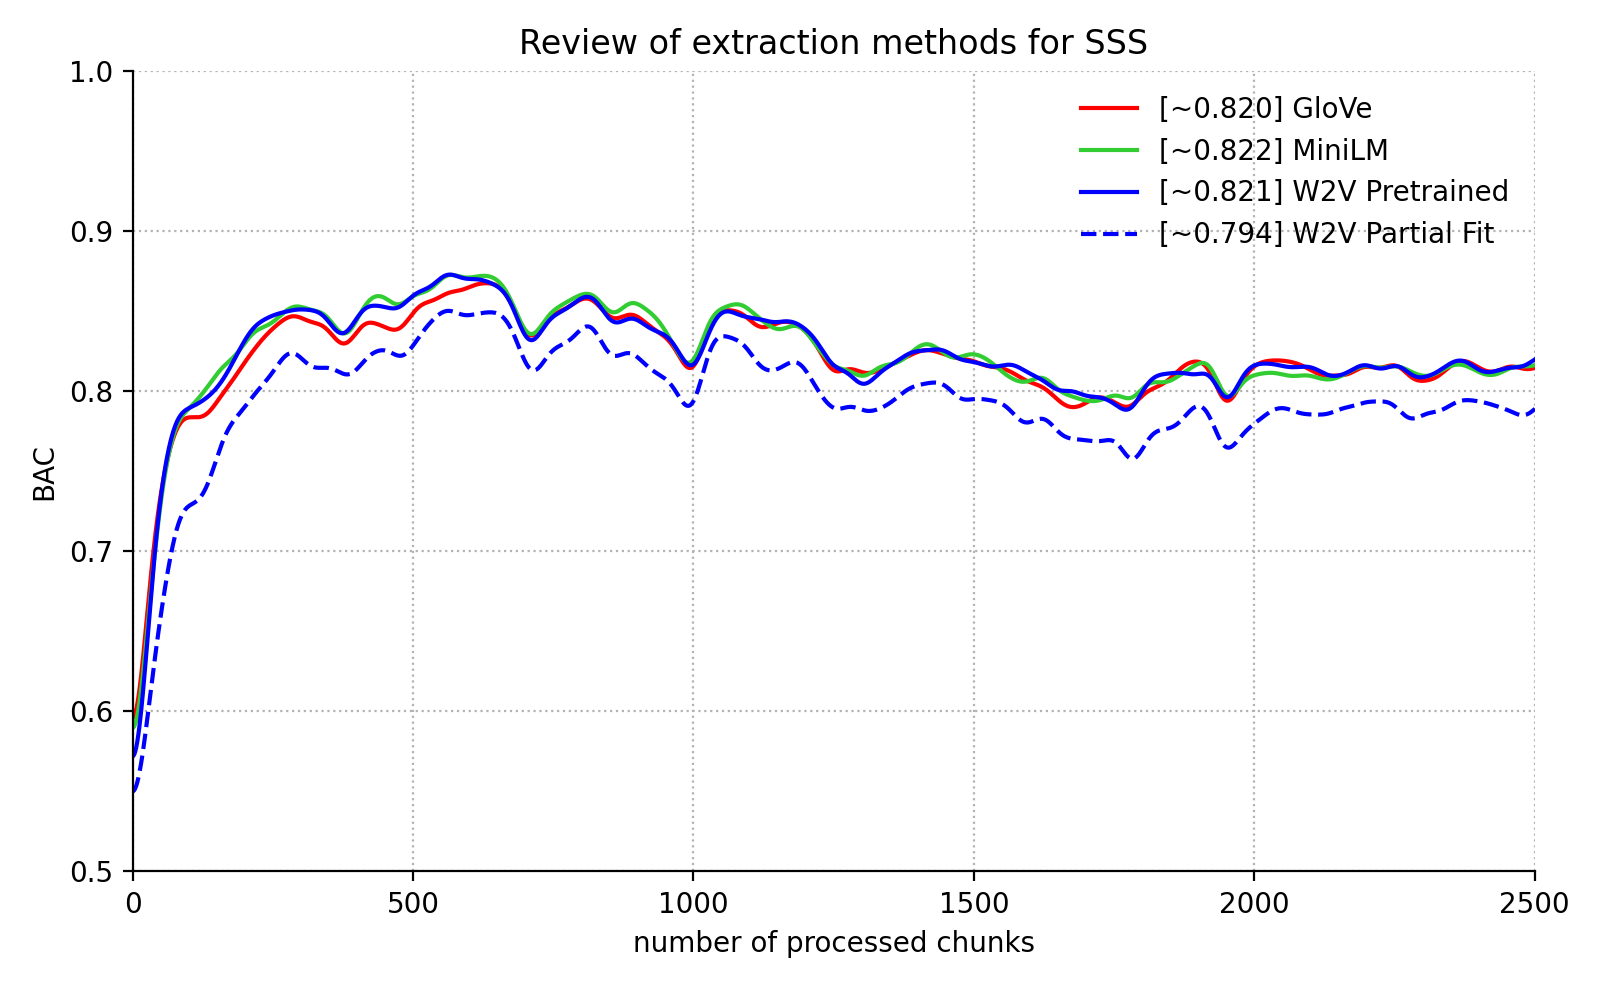 Review of extraction methods for SSS
1.0
0.9
0.8
0.7
0.6
0.5
BAC
[~0.820] GloVe
[~0.822] MiniLM
[~0.821] W2V Pretrained
[~0.794] W2V Partial Fit
0 500 1000 1500 2000 2500
number of processed chunks